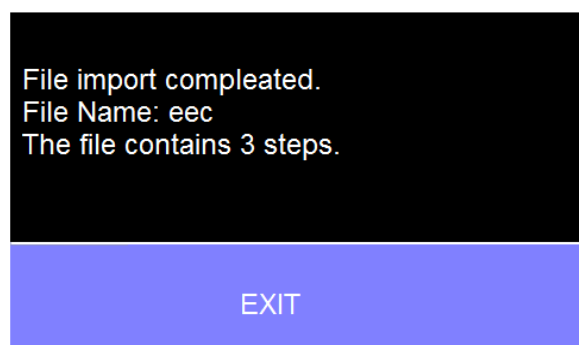 File import compleated.
File Name: eec
The file contains 3 steps.
EXIT